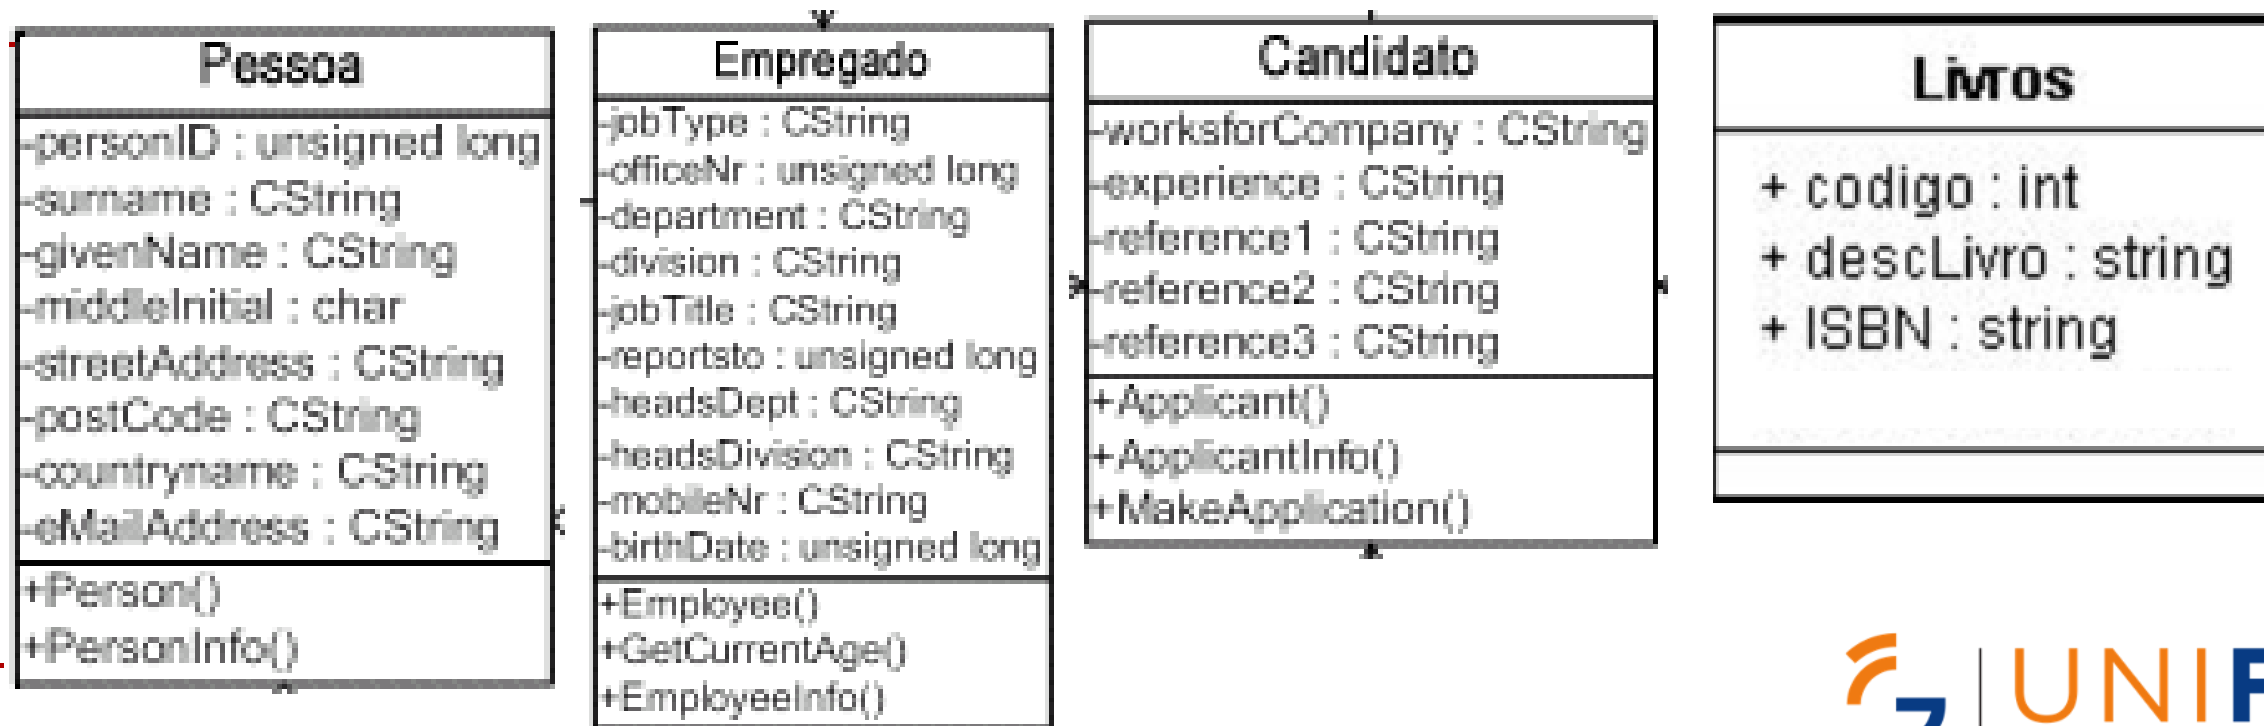 Pessoa
-personID : unsigned long
-surname : CString
-givenName : CString
-middleInitial : char
-streetAddress : CString
-postCode : CString
-countryname : CString
-eMailAddress : CString
+Person()
+PersonInfo()
Empregado
-jobType : CString
-officeNr : unsigned long
-department : CString
-division : CString
-jobTitle : CString
-reportsto : unsigned long
-headsDept : CString
-headsDivision : CString
-mobileNr : CString
-birthDate : unsigned long
+Employee()
+GetCurrentAge()
+EmployeeInfo()
Candidato
-worksforCompany : CString
-experience : CString
-reference1 : CString
-reference2 : CString
-reference3 : CString
+Applicant()
+ApplicantInfo()
+MakeApplication()
Livros
+ codigo : int
+ descLivro : string
+ ISBN : string